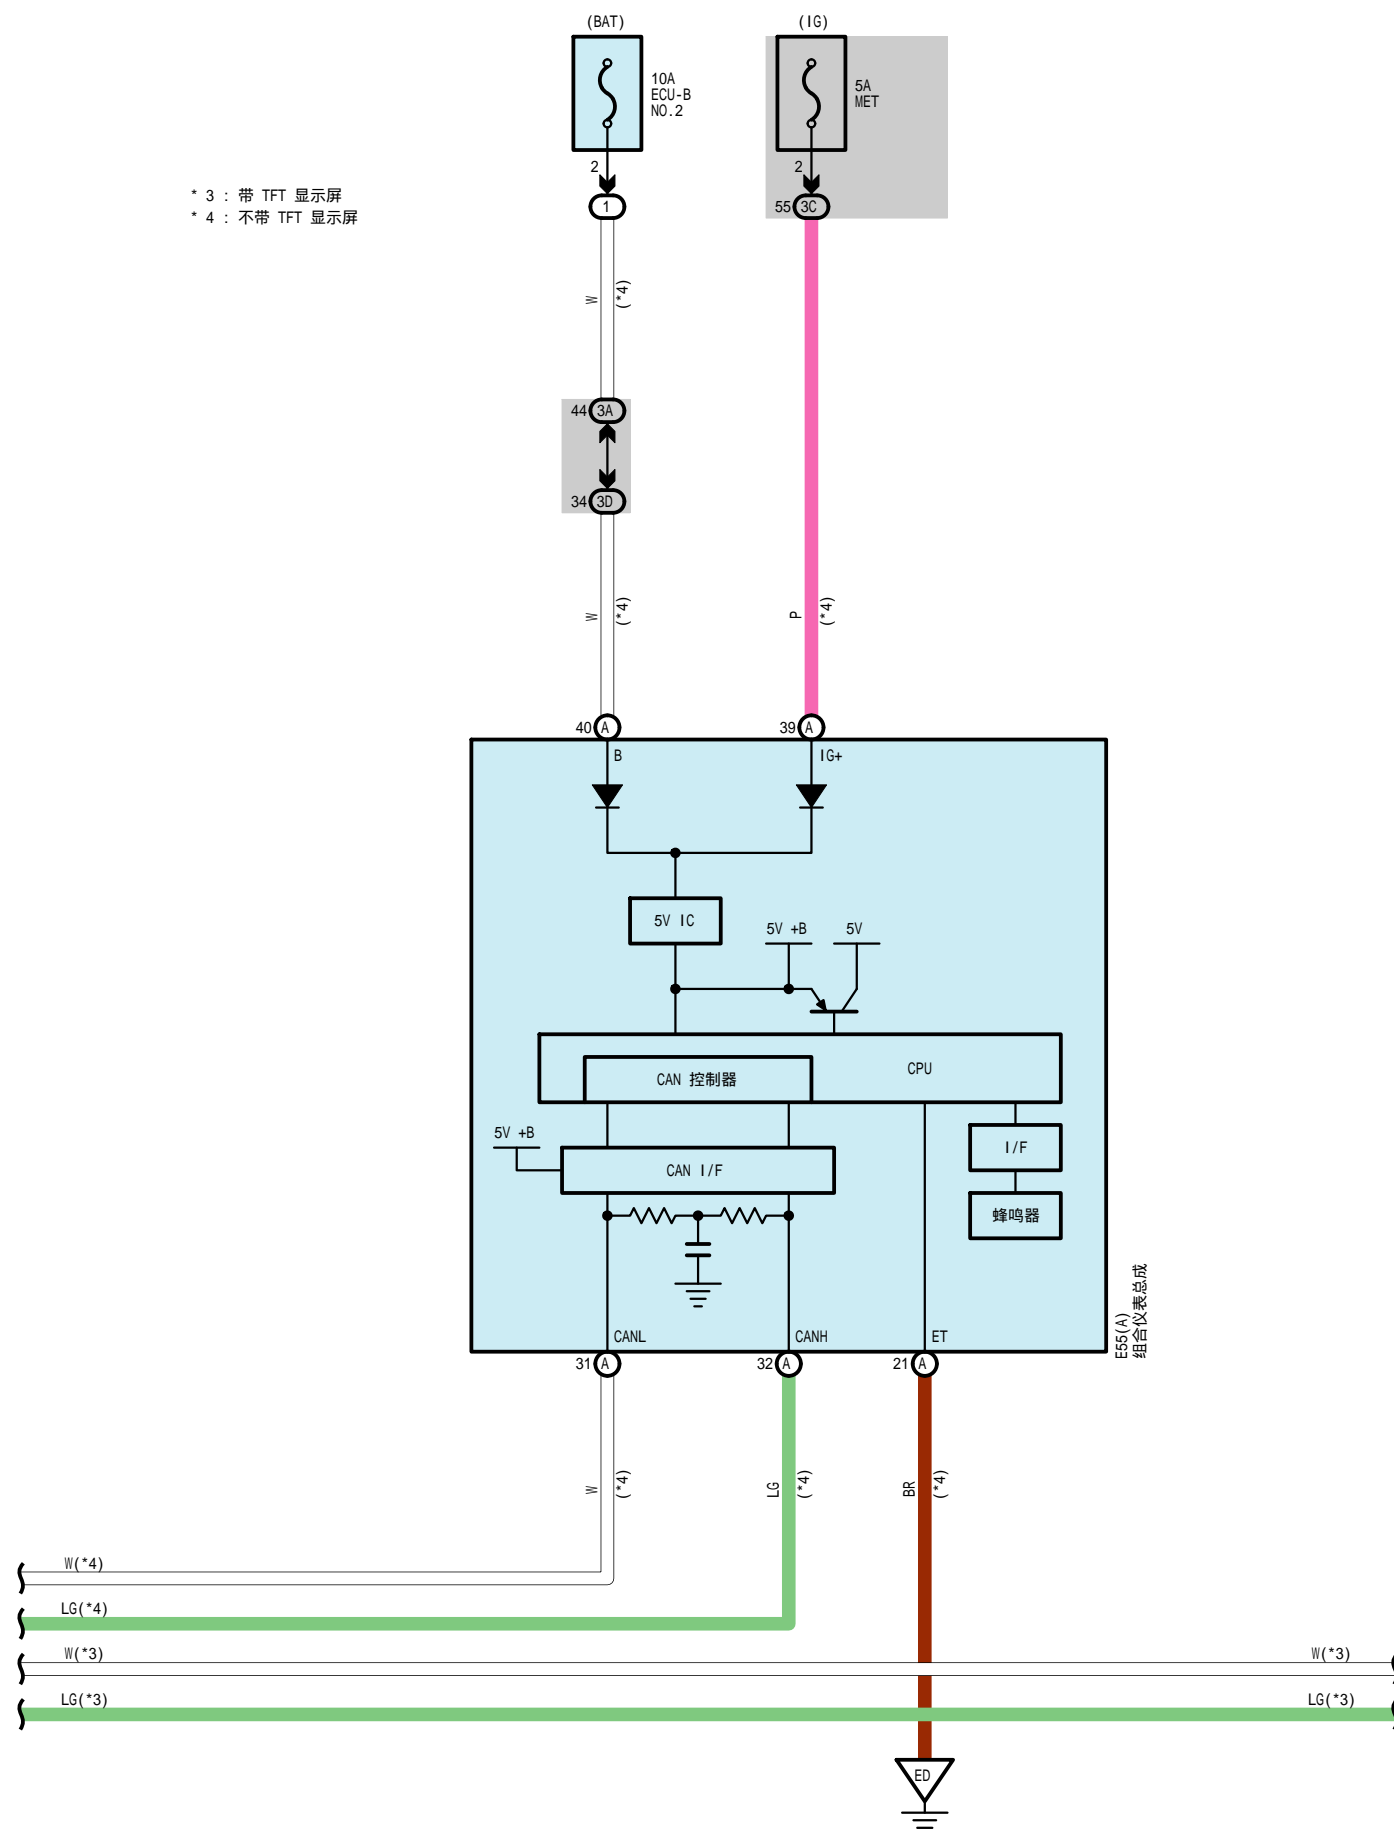 (BAT)
(IG)
10A
ECU-B
NO.2
5A
MET
2
2
* 3 : 带 TFT 显示屏
* 4 : 不带 TFT 显示屏
1
55 3C
W
(*4)
44 3A
34 3D
W
(*4)
P
(*4)
40 A
39 A
B
IG+
5V IC
5V +B
5V
CPU
CAN 控制器
5V +B
CAN I/F
I/F
蜂鸣器
CANL
CANH
ET
E55(A)
组合仪表总成
31 A
32 A
21 A
W
(*4)
LG
(*4)
BR
(*4)
W(*4)
LG(*4)
W(*3)
W(*3)
LG(*3)
LG(*3)
ED